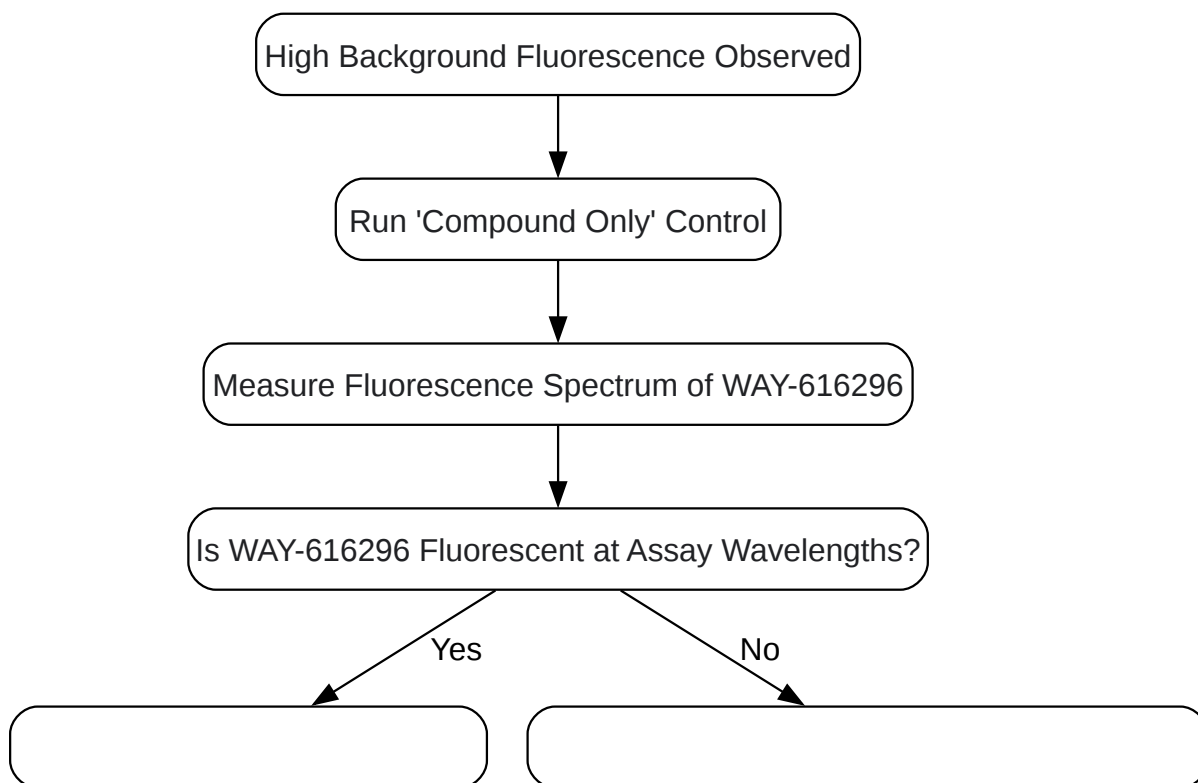 High Background Fluorescence Observed
Run 'Compound Only' Control
Measure Fluorescence Spectrum of WAY-616296
Is WAY-616296 Fluorescent at Assay Wavelengths?
Yes
No